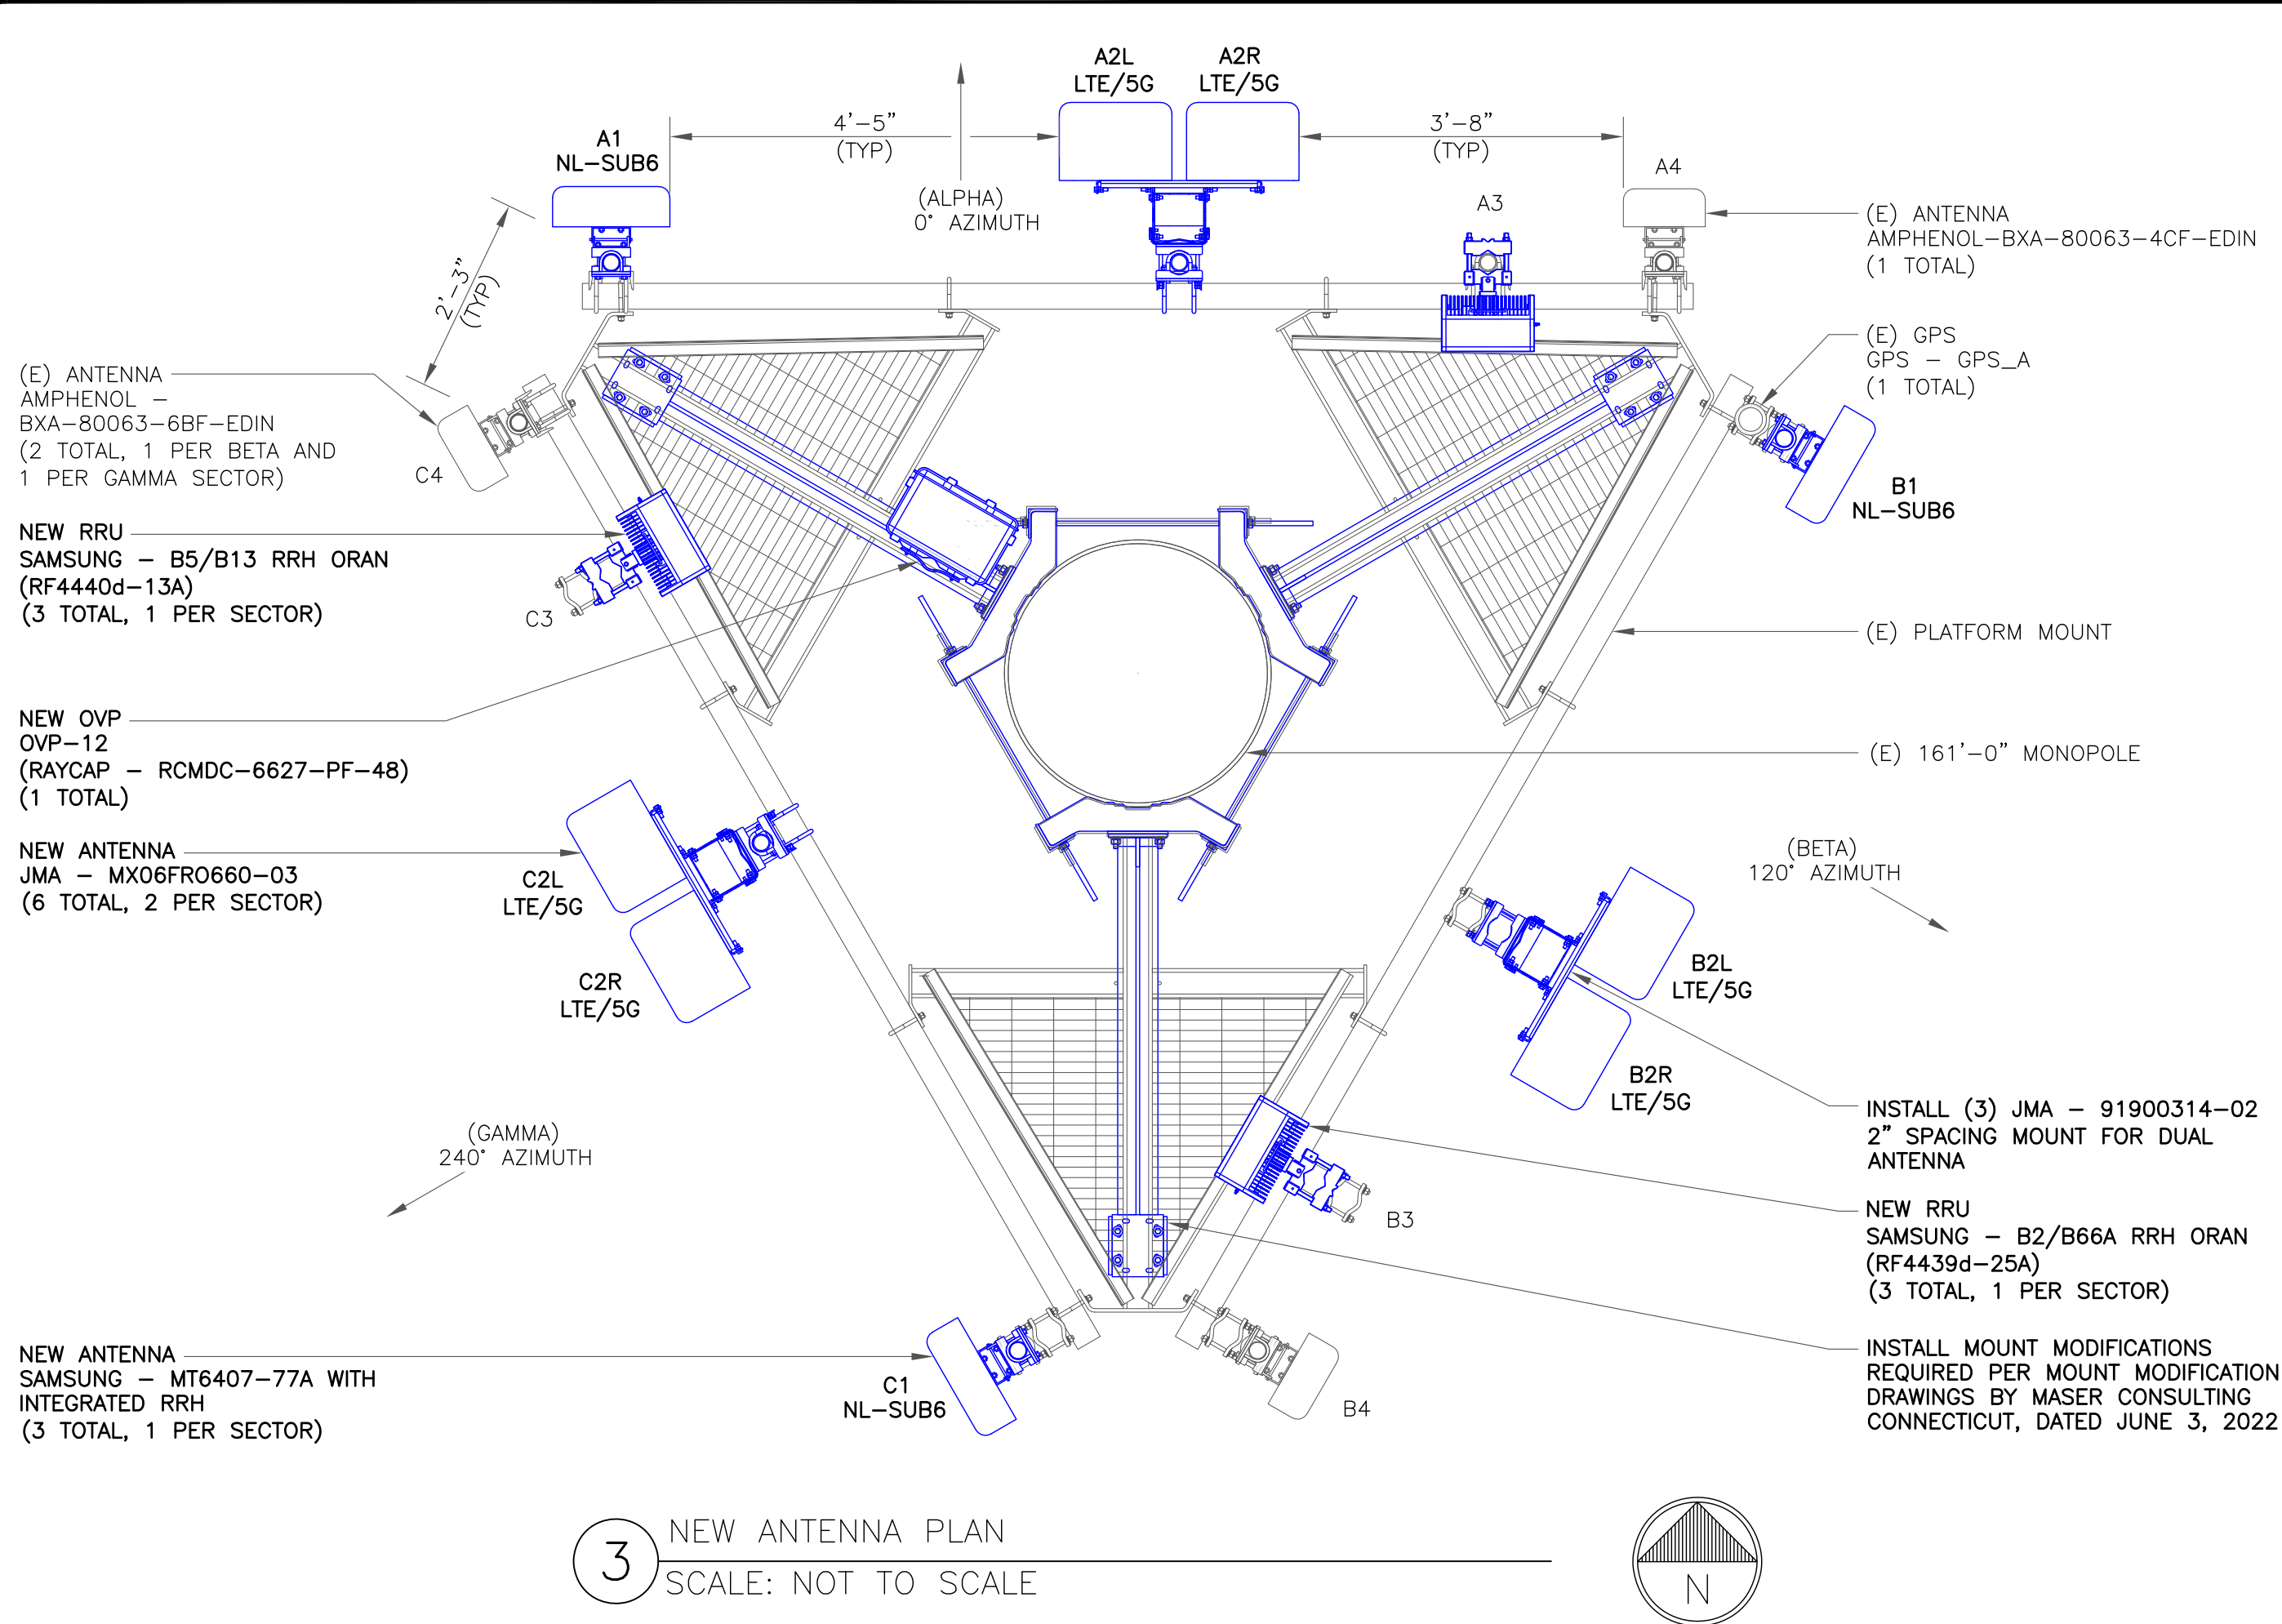 A2L
LTE/5G
A2R
LTE/5G
4'-5"
(TYP)
3'-8"
(TYP)
A1
NL-SUB6
A4
(ALPHA)
0° AZIMUTH
A3
(E) ANTENNA
AMPHENOL-BXA-80063-4CF-EDIN
(1 TOTAL)
2'-3"
(TYP)
(E) GPS
GPS - GPS_A
(1 TOTAL)
(E) ANTENNA
AMPHENOL -
BXA-80063-6BF-EDIN
(2 TOTAL, 1 PER BETA AND
1 PER GAMMA SECTOR)
C4
B1
NL-SUB6
NEW RRU
SAMSUNG - B5/B13 RRH ORAN
(RF4440d-13A)
(3 TOTAL, 1 PER SECTOR)
C3
(E) PLATFORM MOUNT
NEW OVP
OVP-12
(RAYCAP - RCMDC-6627-PF-48)
(1 TOTAL)
(E) 161'-0" MONOPOLE
NEW ANTENNA
JMA - MX06FRO660-03
(6 TOTAL, 2 PER SECTOR)
C2L
LTE/5G
(BETA)
120° AZIMUTH
C2R
LTE/5G
B2L
LTE/5G
B2R
LTE/5G
INSTALL (3) JMA - 91900314-02
2" SPACING MOUNT FOR DUAL
ANTENNA
(GAMMA)
240° AZIMUTH
B3
NEW RRU
SAMSUNG - B2/B66A RRH ORAN
(RF4439d-25A)
(3 TOTAL, 1 PER SECTOR)
NEW ANTENNA
SAMSUNG - MT6407-77A WITH
INTEGRATED RRH
(3 TOTAL, 1 PER SECTOR)
C1
NL-SUB6
B4
INSTALL MOUNT MODIFICATIONS
REQUIRED PER MOUNT MODIFICATION
DRAWINGS BY MASER CONSULTING
CONNECTICUT, DATED JUNE 3, 2022
3
NEW ANTENNA PLAN
SCALE: NOT TO SCALE
N